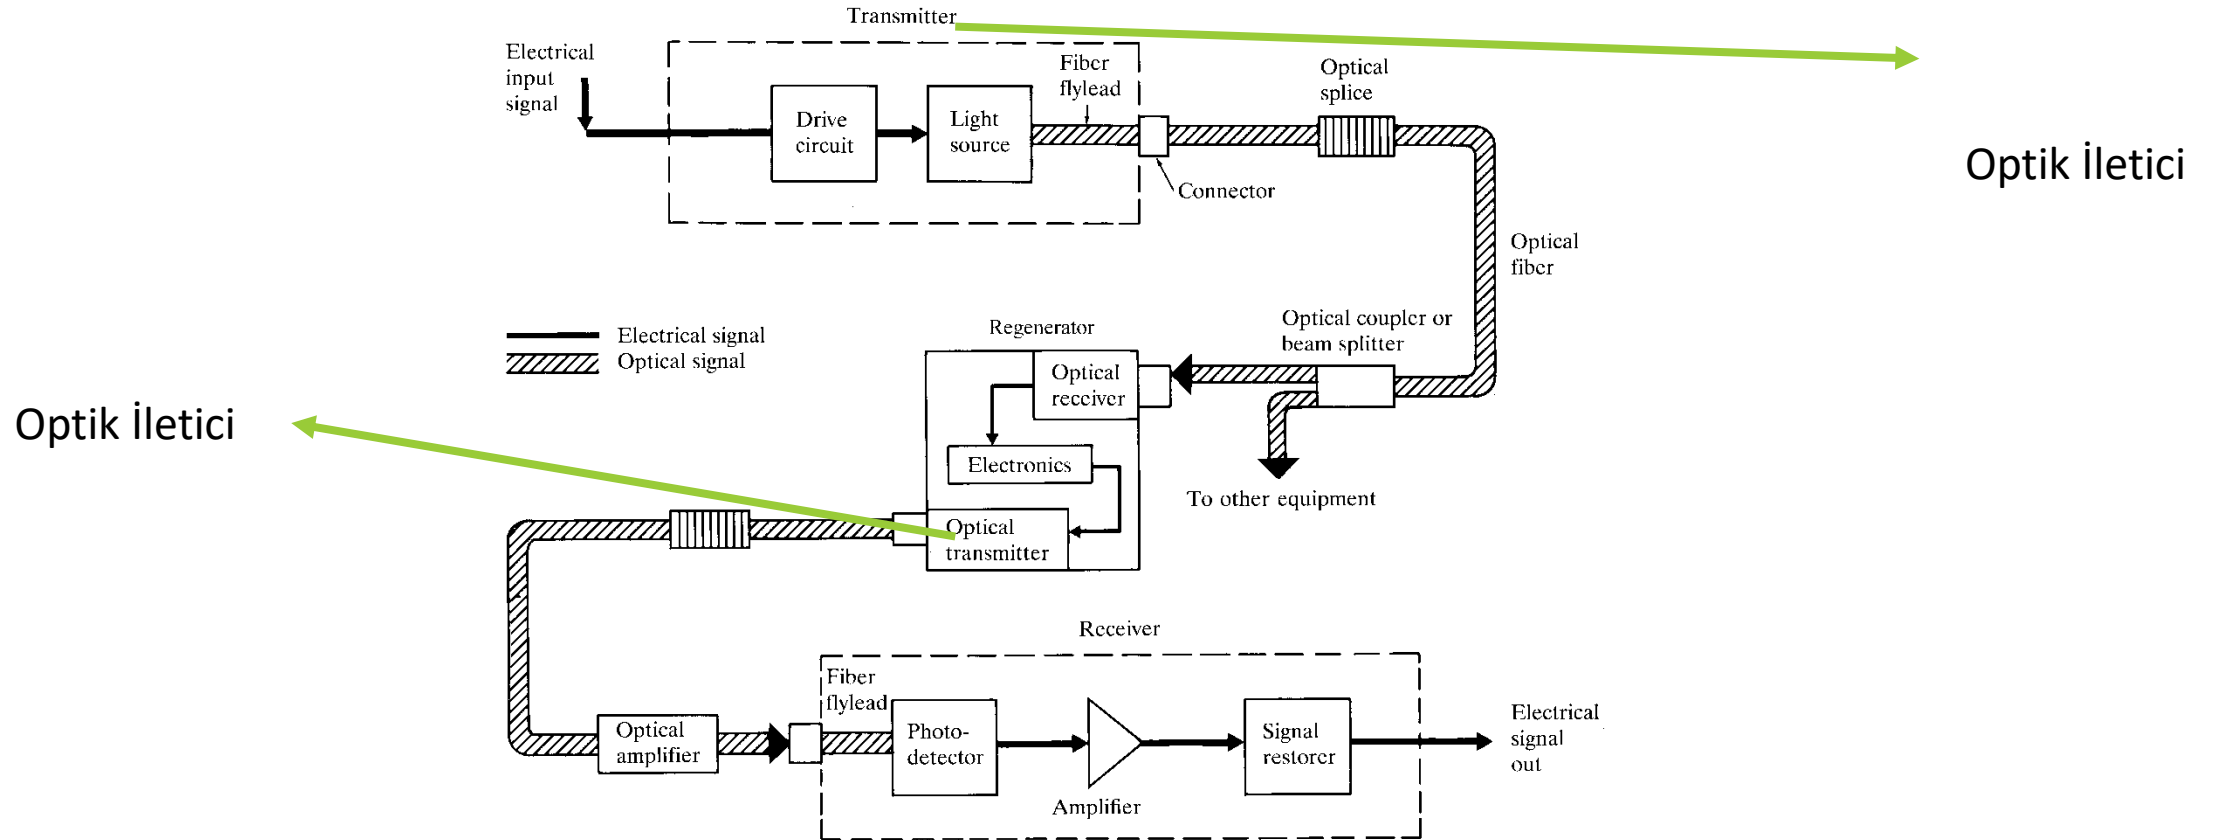 Transmitter
Electrical
input
signal
Fiber
flylead
Optical
splice
Drive
circuit
Light
source
Optik İletici
Connector
Optical
fiber
Regenerator
Optical coupler or
beam splitter
Electrical signal
Optical signal
Optical
receiver
Optik İletici
Electronics
To other equipment
Optical
transmitter
Receiver
Fiber
flylead
Optical
amplifier
Photo-
detector
Signal
restorer
Electrical
signal
out
Amplifier